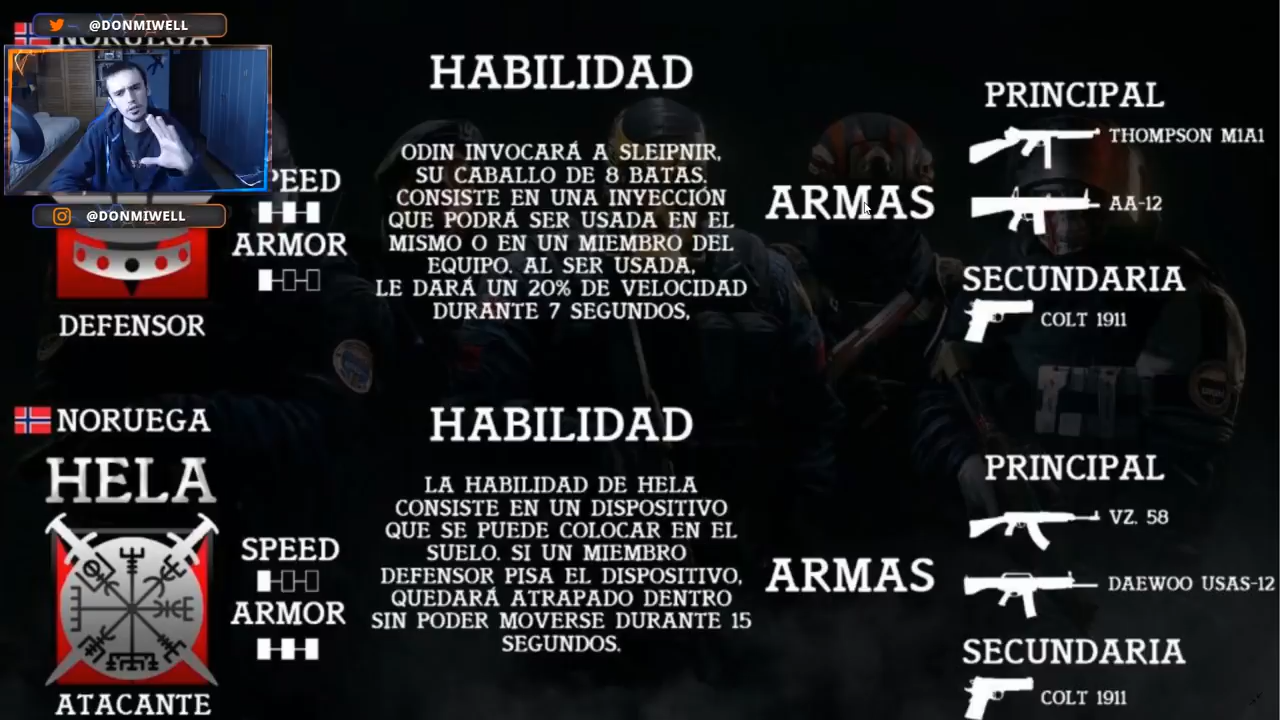 @DONMIWELL
NORUEGA
@DONMIWELL
SPEED
ARMOR
DEFENSOR
HABILIDAD
ODIN INVOCARÁ A SLEIPNIR,
SU CABALLO DE 8 BATAS.
CONSISTE EN UNA INYECCIÓN
QUE PODRÁ SER USADA EN EL
MISMO O EN UN MIEMBRO DEL
EQUIPO. AL SER USADA,
LE DARÁ UN 20% DE VELOCIDAD
DURANTE 7 SEGUNDOS,
ARMAS
PRINCIPAL
THOMPSON M1A1
AA-12
SECUNDARIA
COLT 1911
NORUEGA
HELA
SPEED
ARMOR
ATACANTE
HABILIDAD
LA HABILIDAD DE HELA
CONSISTE EN UN DISPOSITIVO
QUE SE PUEDE COLOCAR EN EL
SUELO. SI UN MIEMBRO
DEFENSOR PISA EL DISPOSITIVO,
QUEDARÁ ATRAPADO DENTRO
SIN PODER MOVERSE DURANTE 15
SEGUNDOS.
ARMAS
PRINCIPAL
VZ. 58
DAEWOO USAS-12
SECUNDARIA
COLT 1911